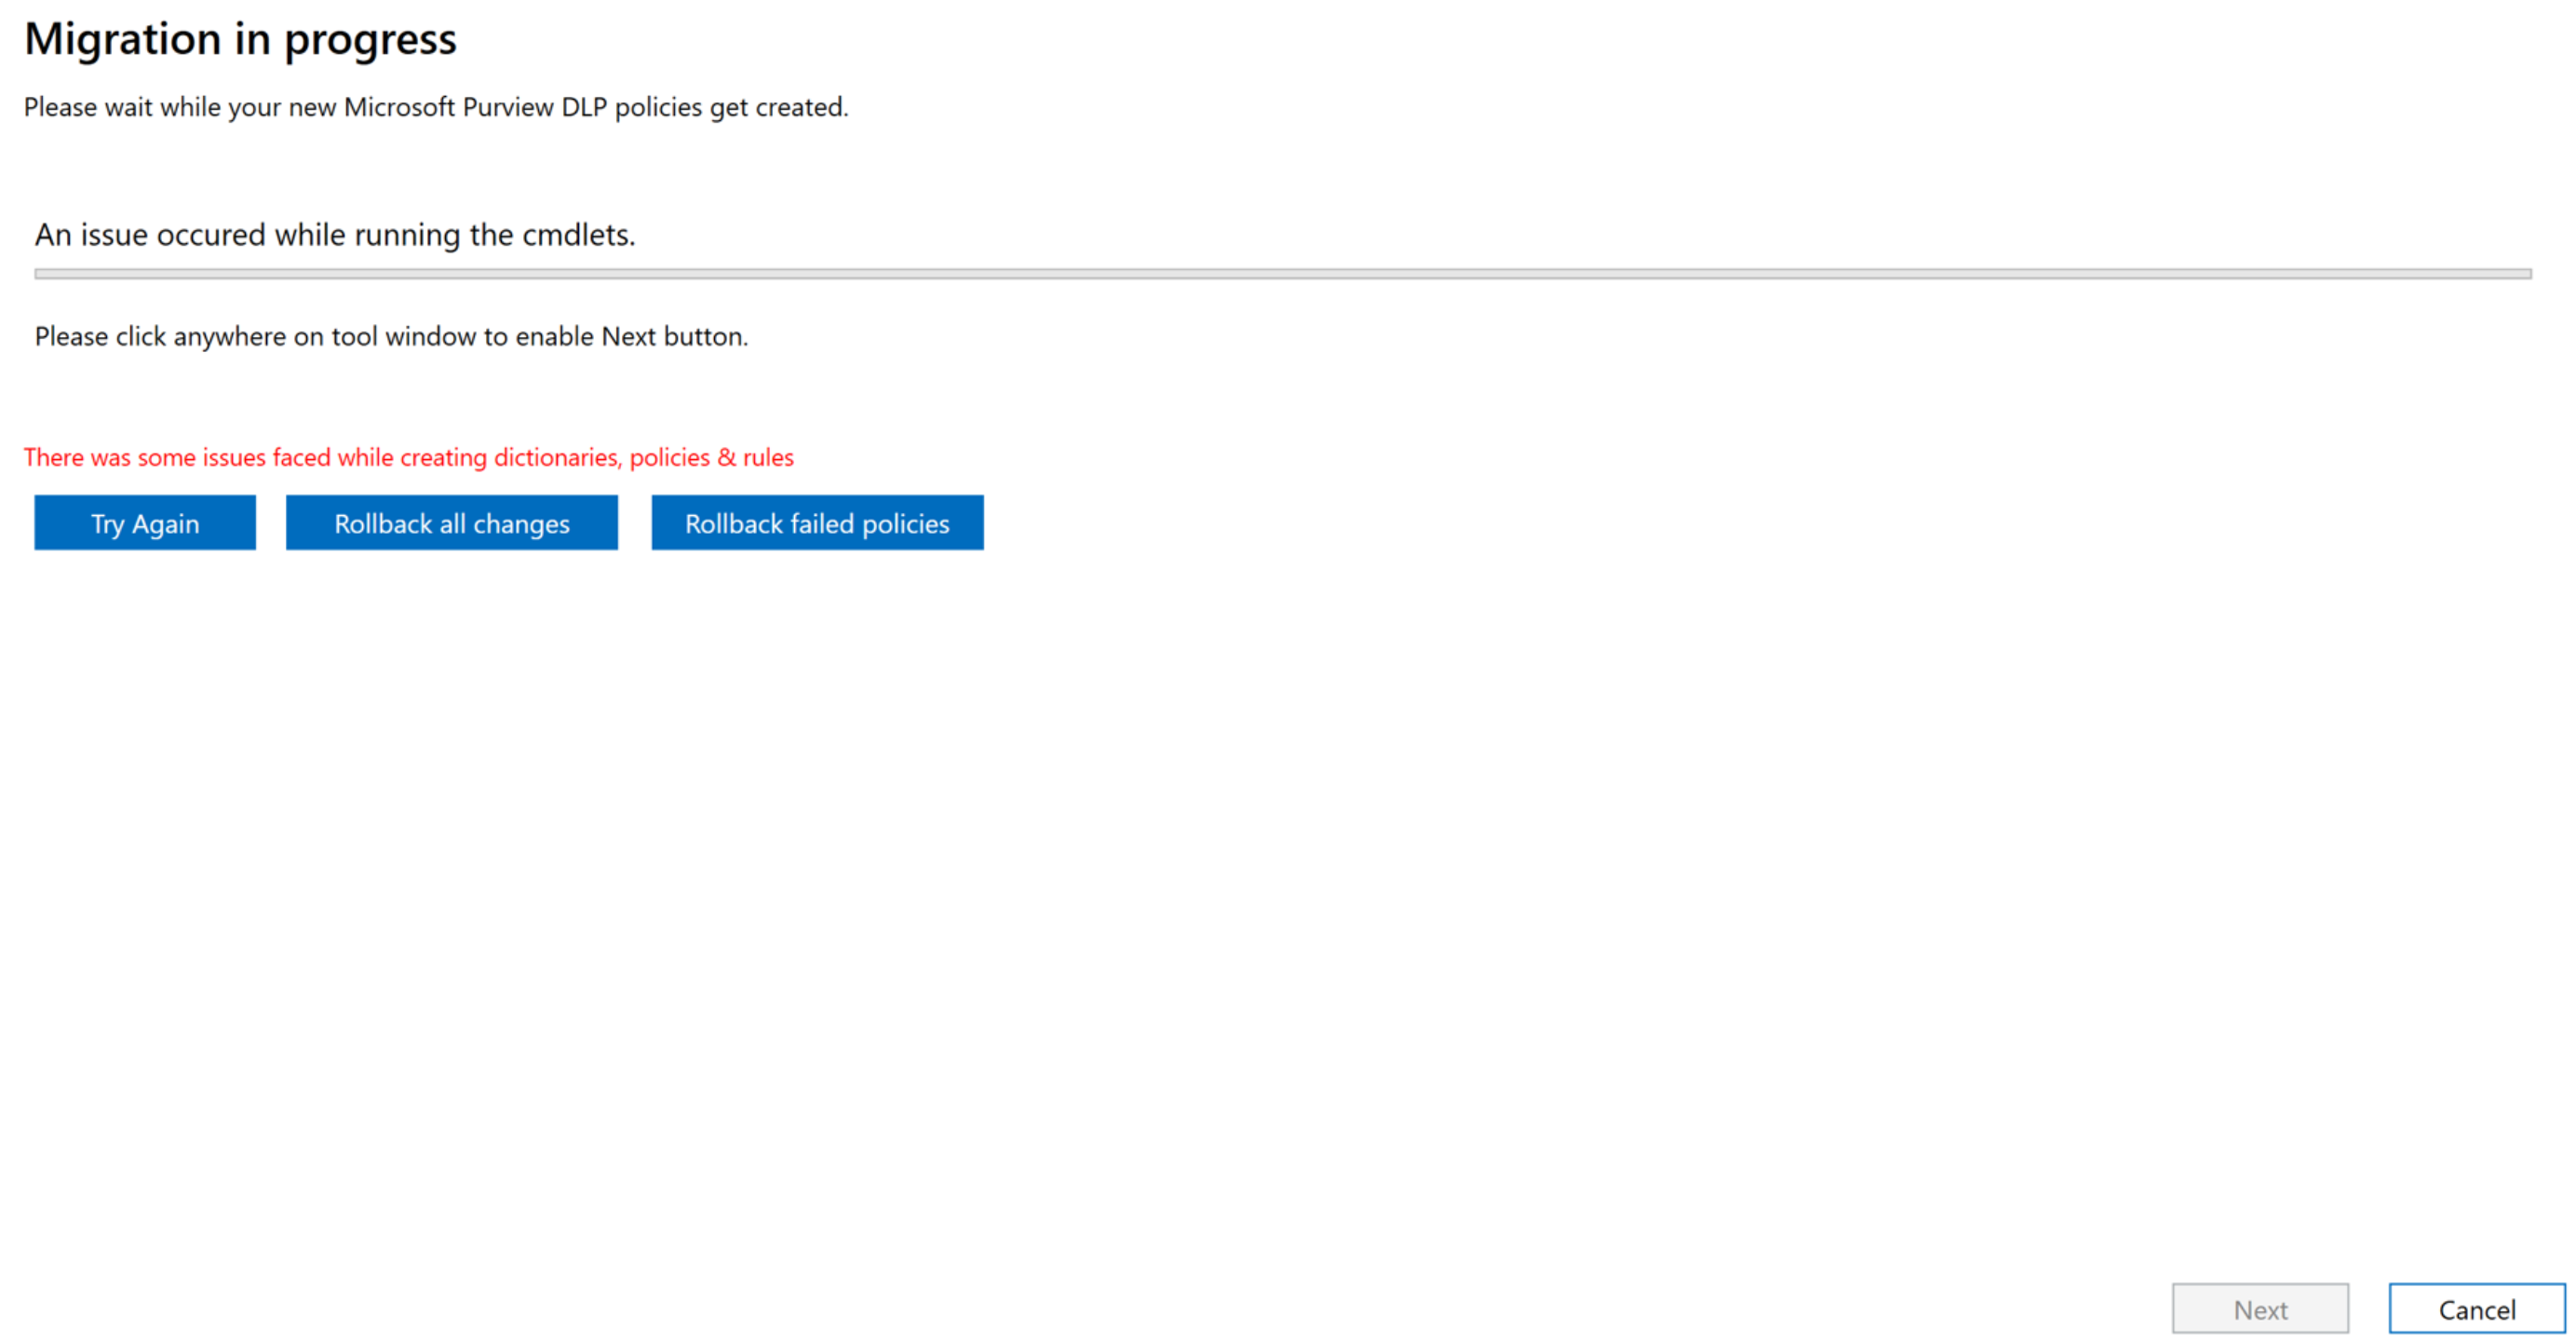 Migration in progress
Please wait while your new Microsoft Purview DLP policies get created.
An issue occured while running the cmdlets.
Please click anywhere on tool window to enable Next button.
There was some issues faced while creating dictionaries, policies & rules
Try Again Rollback all changes Rollback failed policies
Next Cancel